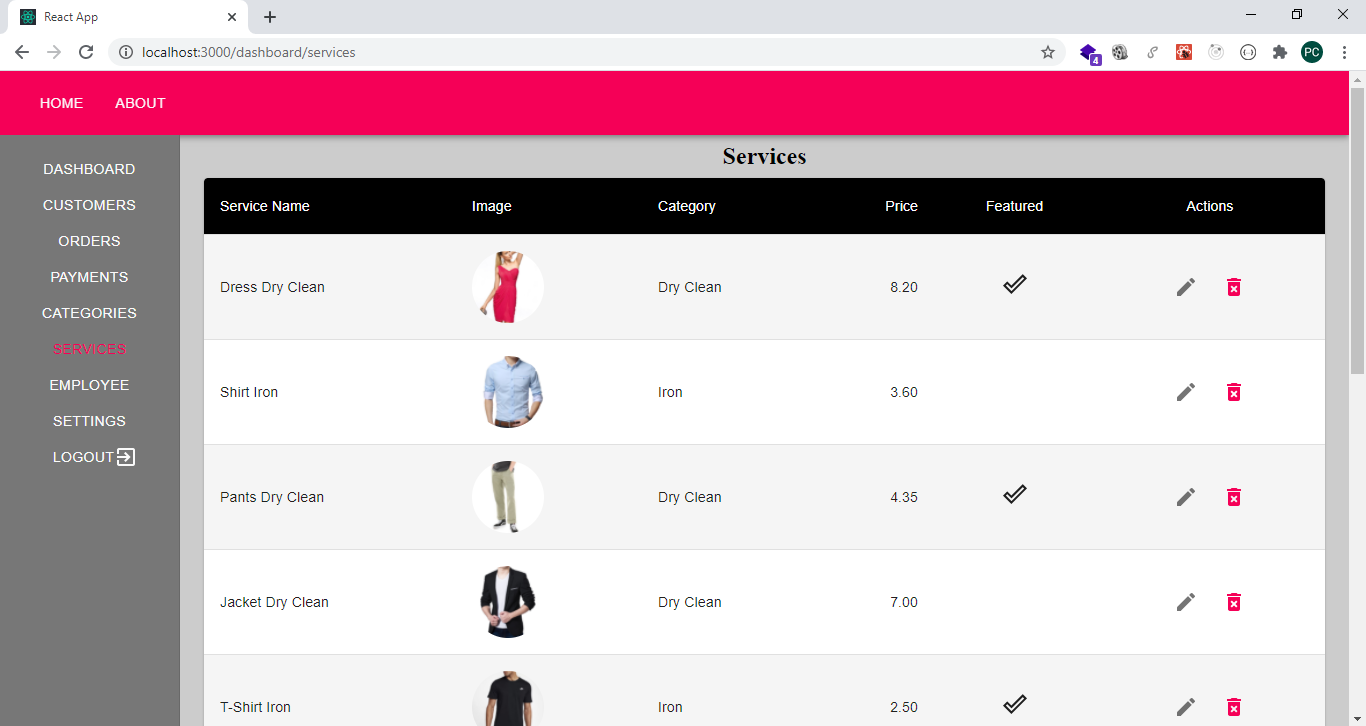 React App
localhost:3000/dashboard/services
4
PC
HOME ABOUT
DASHBOARD
CUSTOMERS
ORDERS
PAYMENTS
CATEGORIES
SERVICES
EMPLOYEE
SETTINGS
LOGOUT
Services
Service Name Image Category Price Featured Actions
Dress Dry Clean Dry Clean 8.20
Shirt Iron Iron 3.60
Pants Dry Clean Dry Clean 4.35
Jacket Dry Clean Dry Clean 7.00
T-Shirt Iron Iron 2.50